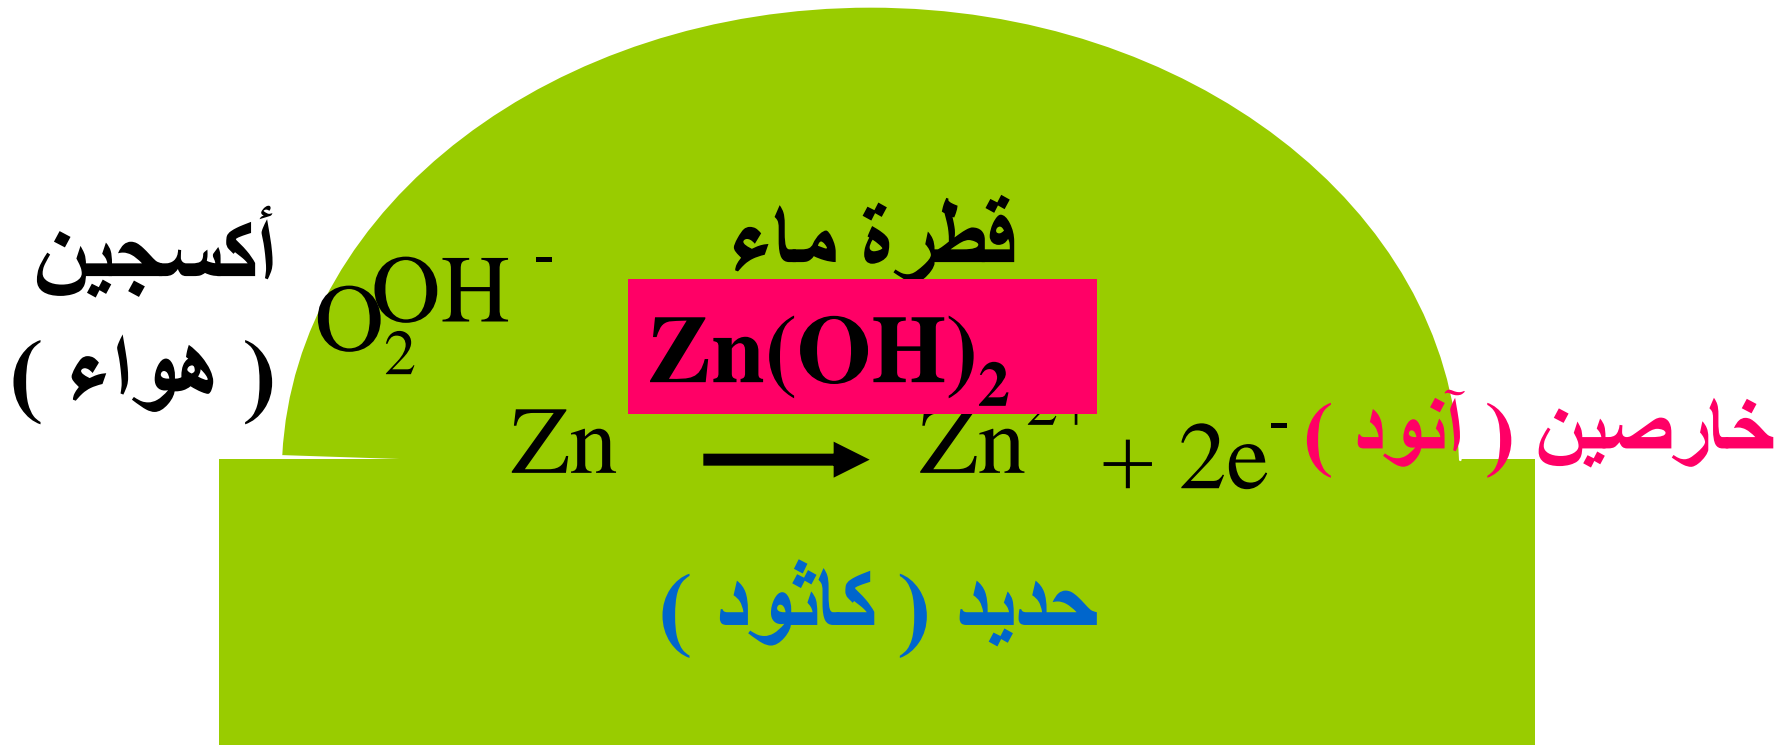 قطرة ماء
أكسجين
( هواء )
O₂
OH⁻
Zn(OH)₂
Zn → Zn²⁺ + 2e⁻
خارصين ( آنود )
حديد ( كاثود )